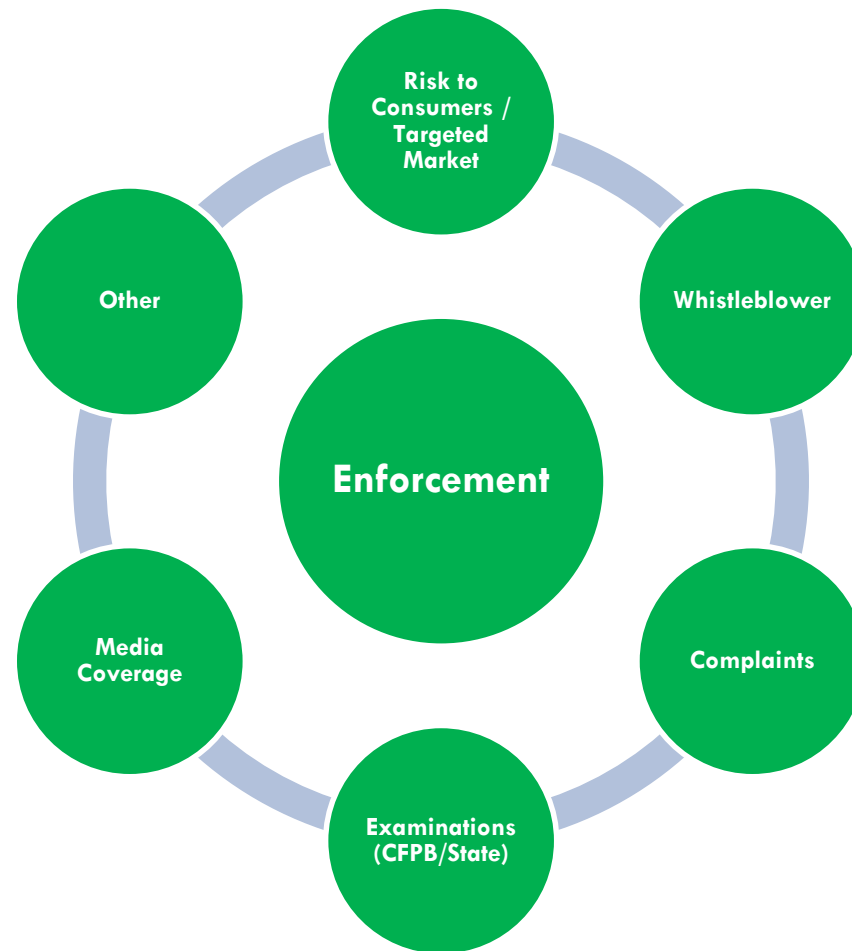 Risk to
Consumers /
Targeted
Market
Other
Whistleblower
Enforcement
Media
Coverage
Complaints
Examinations
(CFPB/State)